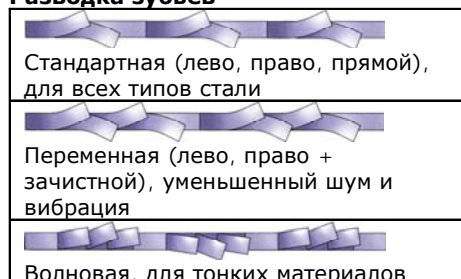 Разводка зубьев
Стандартная (лево, право, прямой),
для всех типов стали
Переменная (лево, право +
зачистной), уменьшенный шум и
вибрация
Волновая, для тонких материалов